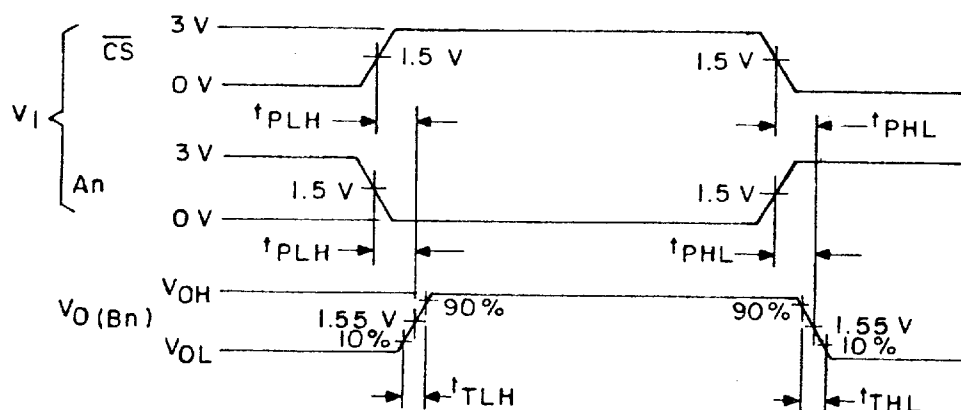 3 V
CS
1.5 V
1.5 V
0 V
VI
tPLH
tPHL
3 V
An
1.5 V
1.5 V
0 V
tPLH
tPHL
VOH
VO (Bn)
90%
90%
1.55 V
1.55 V
10%
10%
VOL
tTLH
tTHL